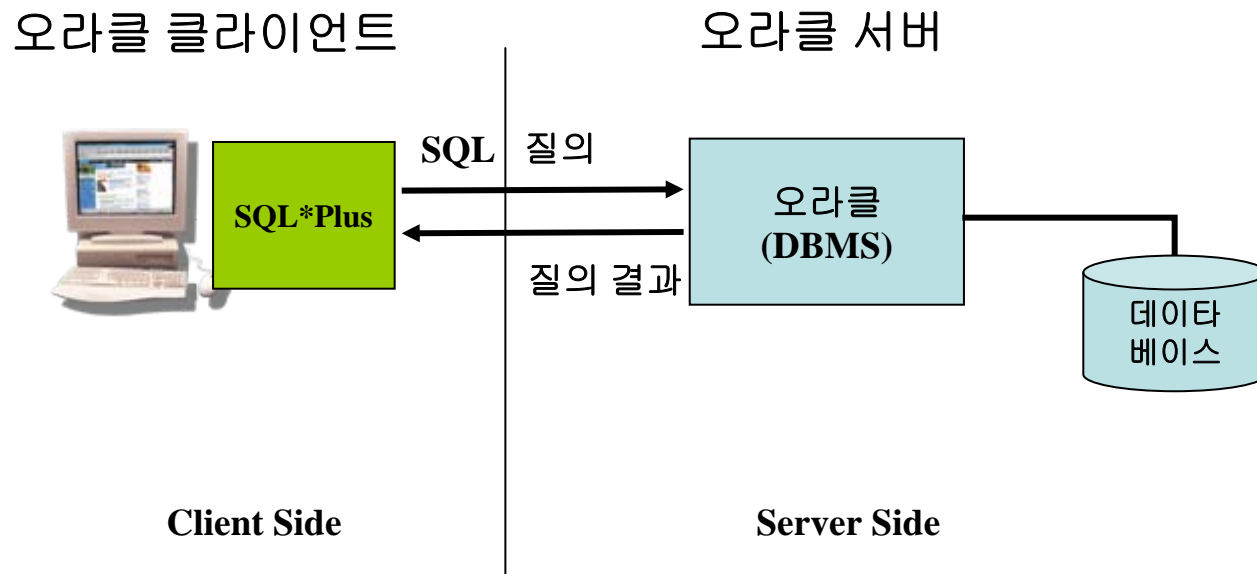 오라클 클라이언트
오라클 서버
SQL*Plus
SQL 질의
질의 결과
오라클
(DBMS)
데이타
베이스
Client Side
Server Side